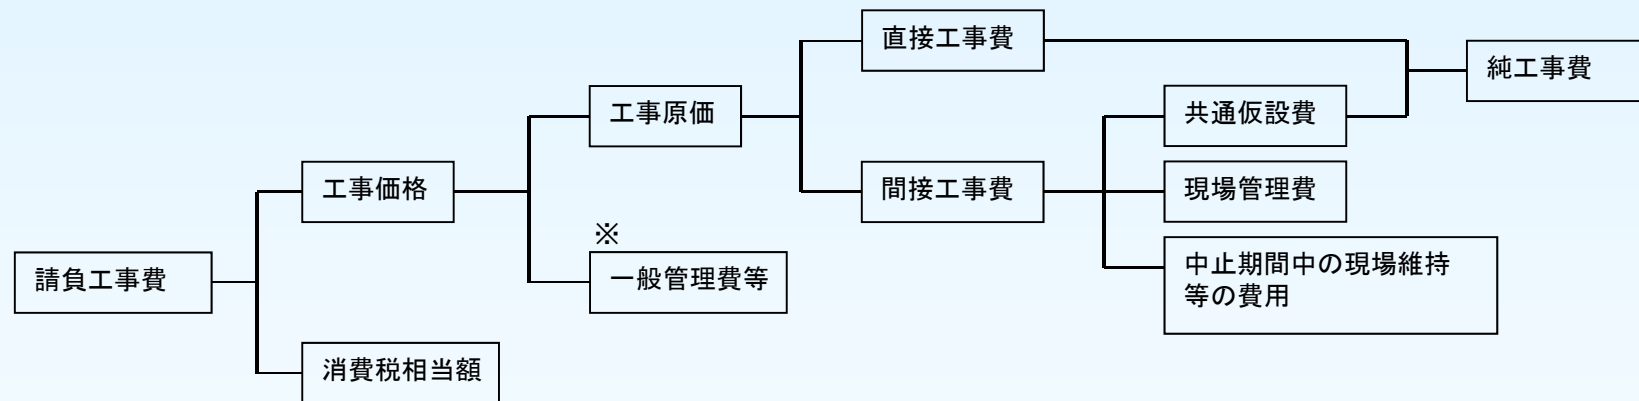 直接工事費
純工事費
工事原価
共通仮設費
工事価格
間接工事費
現場管理費
※
請負工事費
一般管理費等
中止期間中の現場維持
等の費用
消費税相当額